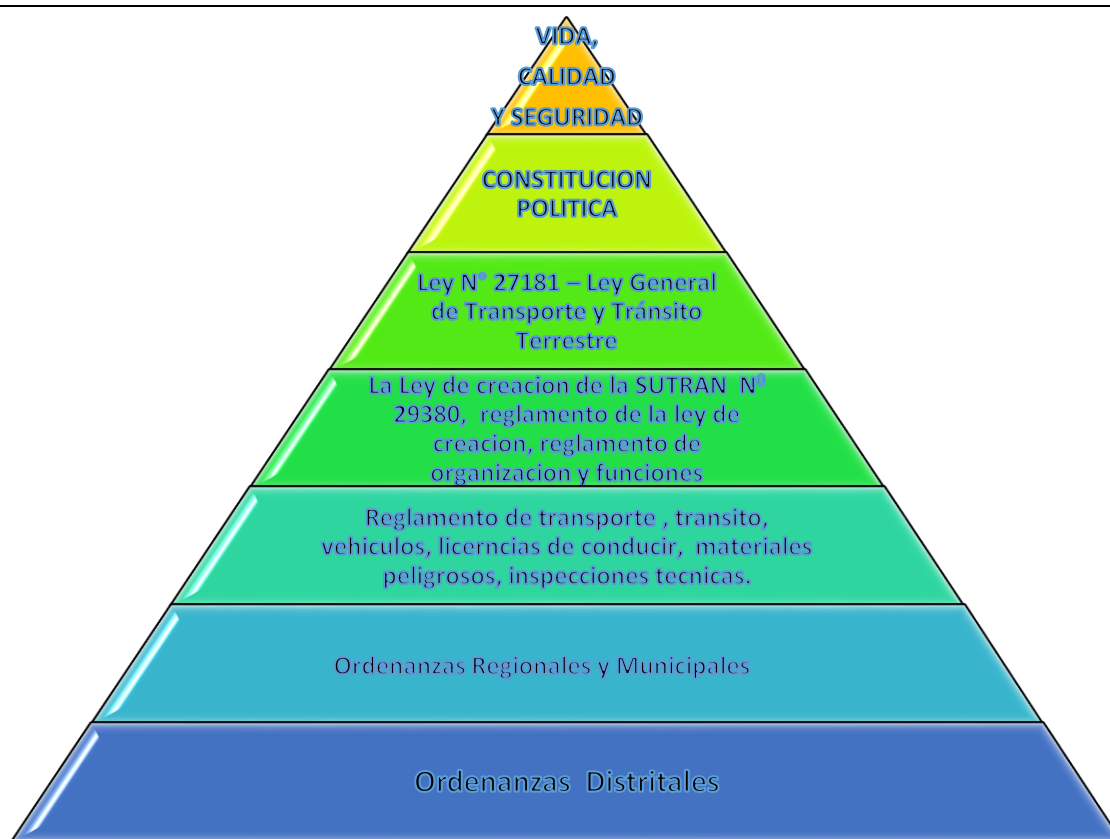 VIDA,
CALIDAD
Y SEGURIDAD
CONSTITUCION
POLITICA
Ley N° 27181 – Ley General
de Transporte y Tránsito
Terrestre
La Ley de creacion de la SUTRAN N⁰
29380, reglamento de la ley de
creacion, reglamento de
organizacion y funciones
Reglamento de transporte , transito,
vehiculos, licerncias de conducir, materiales
peligrosos, inspecciones tecnicas.
Ordenanzas Regionales y Municipales
Ordenanzas Distritales